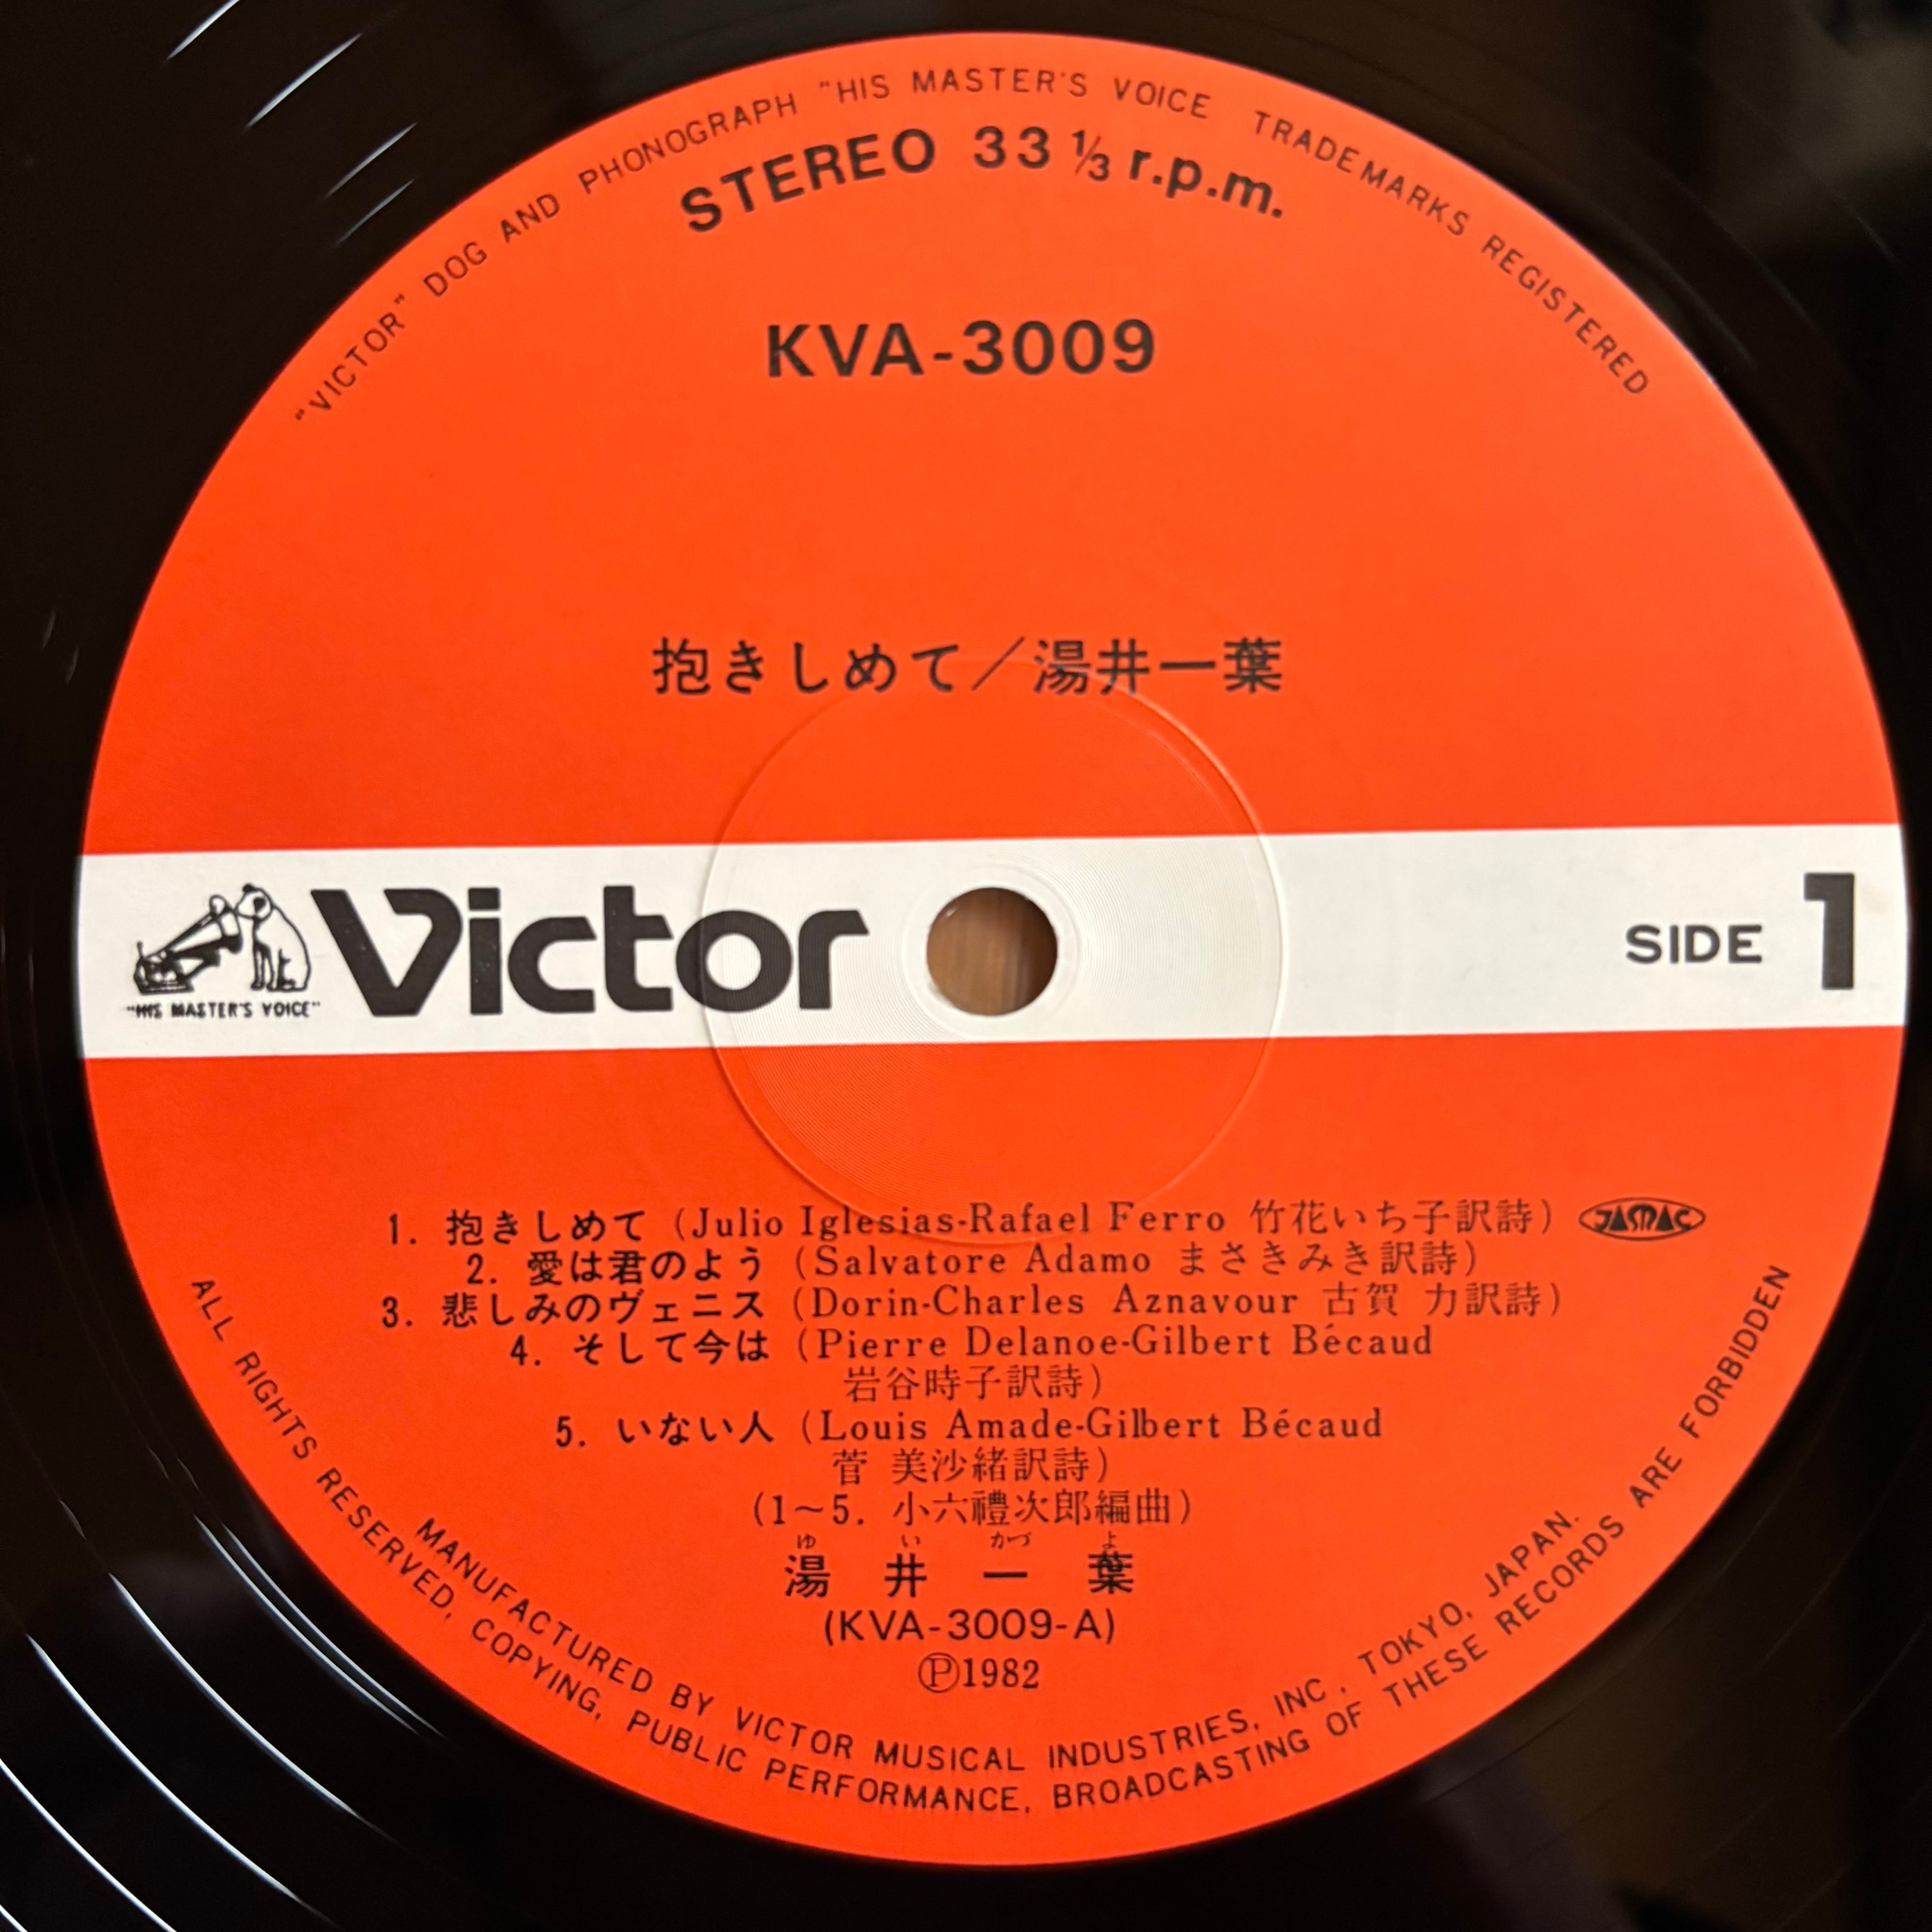 "VICTOR" DOG AND PHONOGRAPH "HIS MASTER'S VOICE TRADEMARKS REGISTERED
STEREO 33 1/3 r.p.m.
KVA-3009
抱きしめて／湯井一葉
"HIS MASTER'S VOICE"
Victor
SIDE 1
1. 抱きしめて (Julio Iglesias-Rafael Ferro 竹花いち子訳詩) JASRAC
2. 愛は君のよう (Salvatore Adamo まさきみき訳詩)
3. 悲しみのヴェニス (Dorin-Charles Aznavour 古賀 力訳詩)
4. そして今は (Pierre Delanoe-Gilbert Bécaud
岩谷時子訳詩)
5. いない人 (Louis Amade-Gilbert Bécaud
菅 美沙緒訳詩)
(1～5. 小六禮次郎編曲)
ゆ い かづ よ
湯 井 一 葉
(KVA-3009-A)
Ⓟ1982
MANUFACTURED BY VICTOR MUSICAL INDUSTRIES, INC., TOKYO, JAPAN.
ALL RIGHTS RESERVED, COPYING, PUBLIC PERFORMANCE, BROADCASTING OF THESE RECORDS ARE FORBIDDEN